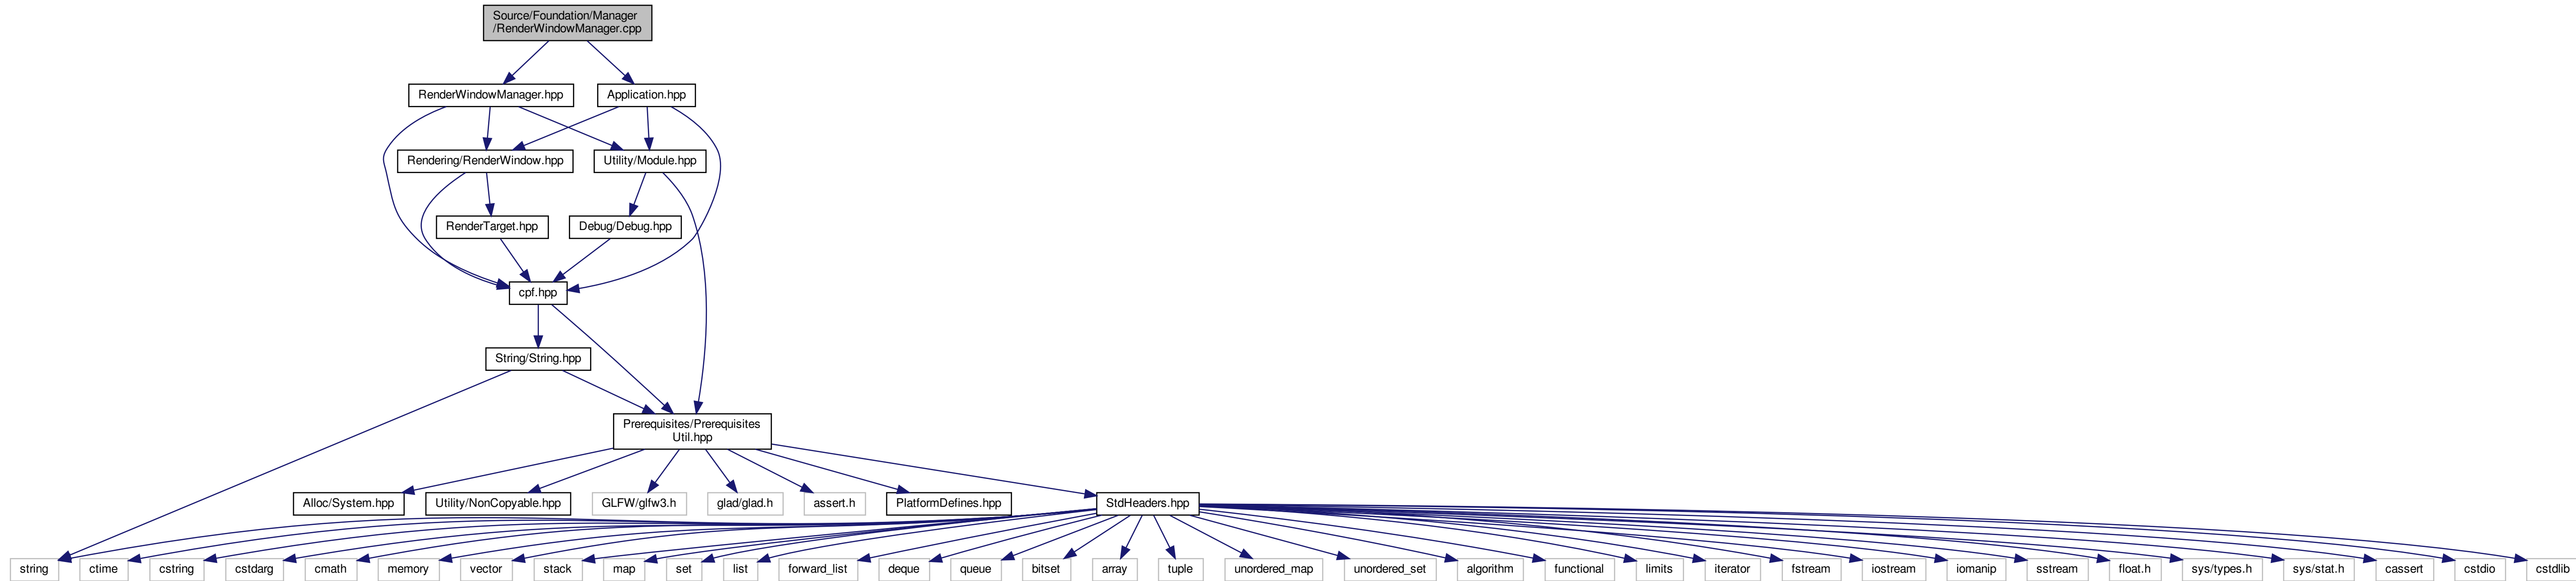 Source/Foundation/Manager
/RenderWindowManager.cpp
RenderWindowManager.hpp
Application.hpp
Rendering/RenderWindow.hpp
Utility/Module.hpp
RenderTarget.hpp
Debug/Debug.hpp
cpf.hpp
String/String.hpp
Prerequisites/Prerequisites
Util.hpp
Alloc/System.hpp
Utility/NonCopyable.hpp
GLFW/glfw3.h
glad/glad.h
assert.h
PlatformDefines.hpp
StdHeaders.hpp
string
ctime
cstring
cstdarg
cmath
memory
vector
stack
map
set
list
forward_list
deque
queue
bitset
array
tuple
unordered_map
unordered_set
algorithm
functional
limits
iterator
fstream
iostream
iomanip
sstream
float.h
sys/types.h
sys/stat.h
cassert
cstdio
cstdlib